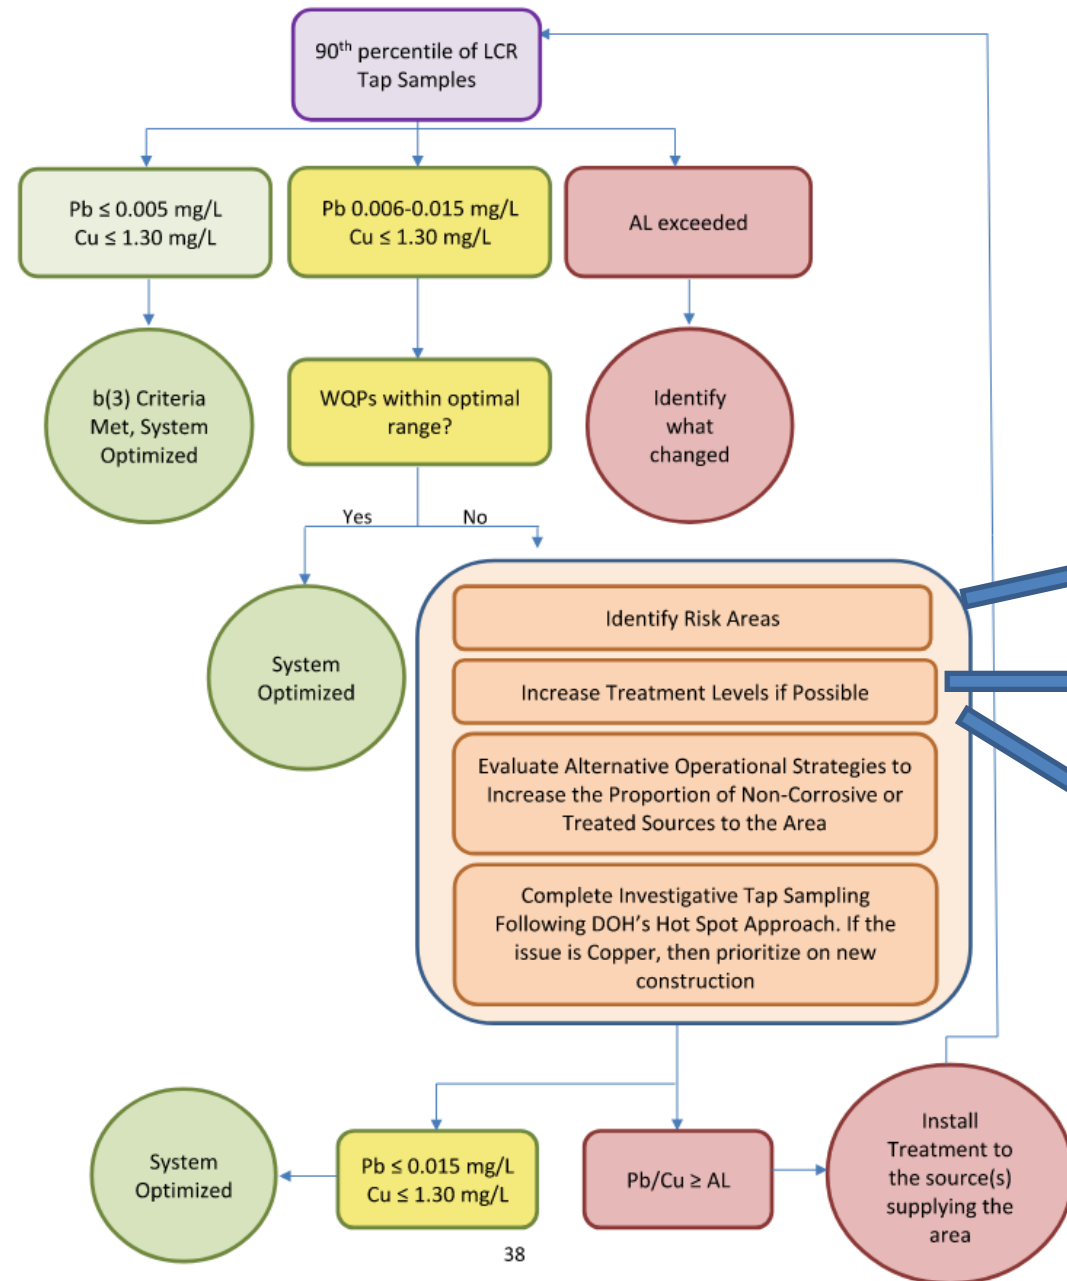 90th percentile of LCR
Tap Samples
Pb ≤ 0.005 mg/L
Cu ≤ 1.30 mg/L
Pb 0.006-0.015 mg/L
Cu ≤ 1.30 mg/L
AL exceeded
b(3) Criteria
Met, System
Optimized
WQPs within optimal
range?
Identify
what
changed
Yes
No
System
Optimized
Identify Risk Areas
Increase Treatment Levels if Possible
Evaluate Alternative Operational Strategies to
Increase the Proportion of Non-Corrosive or
Treated Sources to the Area
Complete Investigative Tap Sampling
Following DOH's Hot Spot Approach. If the
issue is Copper, then prioritize on new
construction
System
Optimized
Pb ≤ 0.015 mg/L
Cu ≤ 1.30 mg/L
Pb/Cu ≥ AL
Install
Treatment to
the source(s)
supplying the
area
38